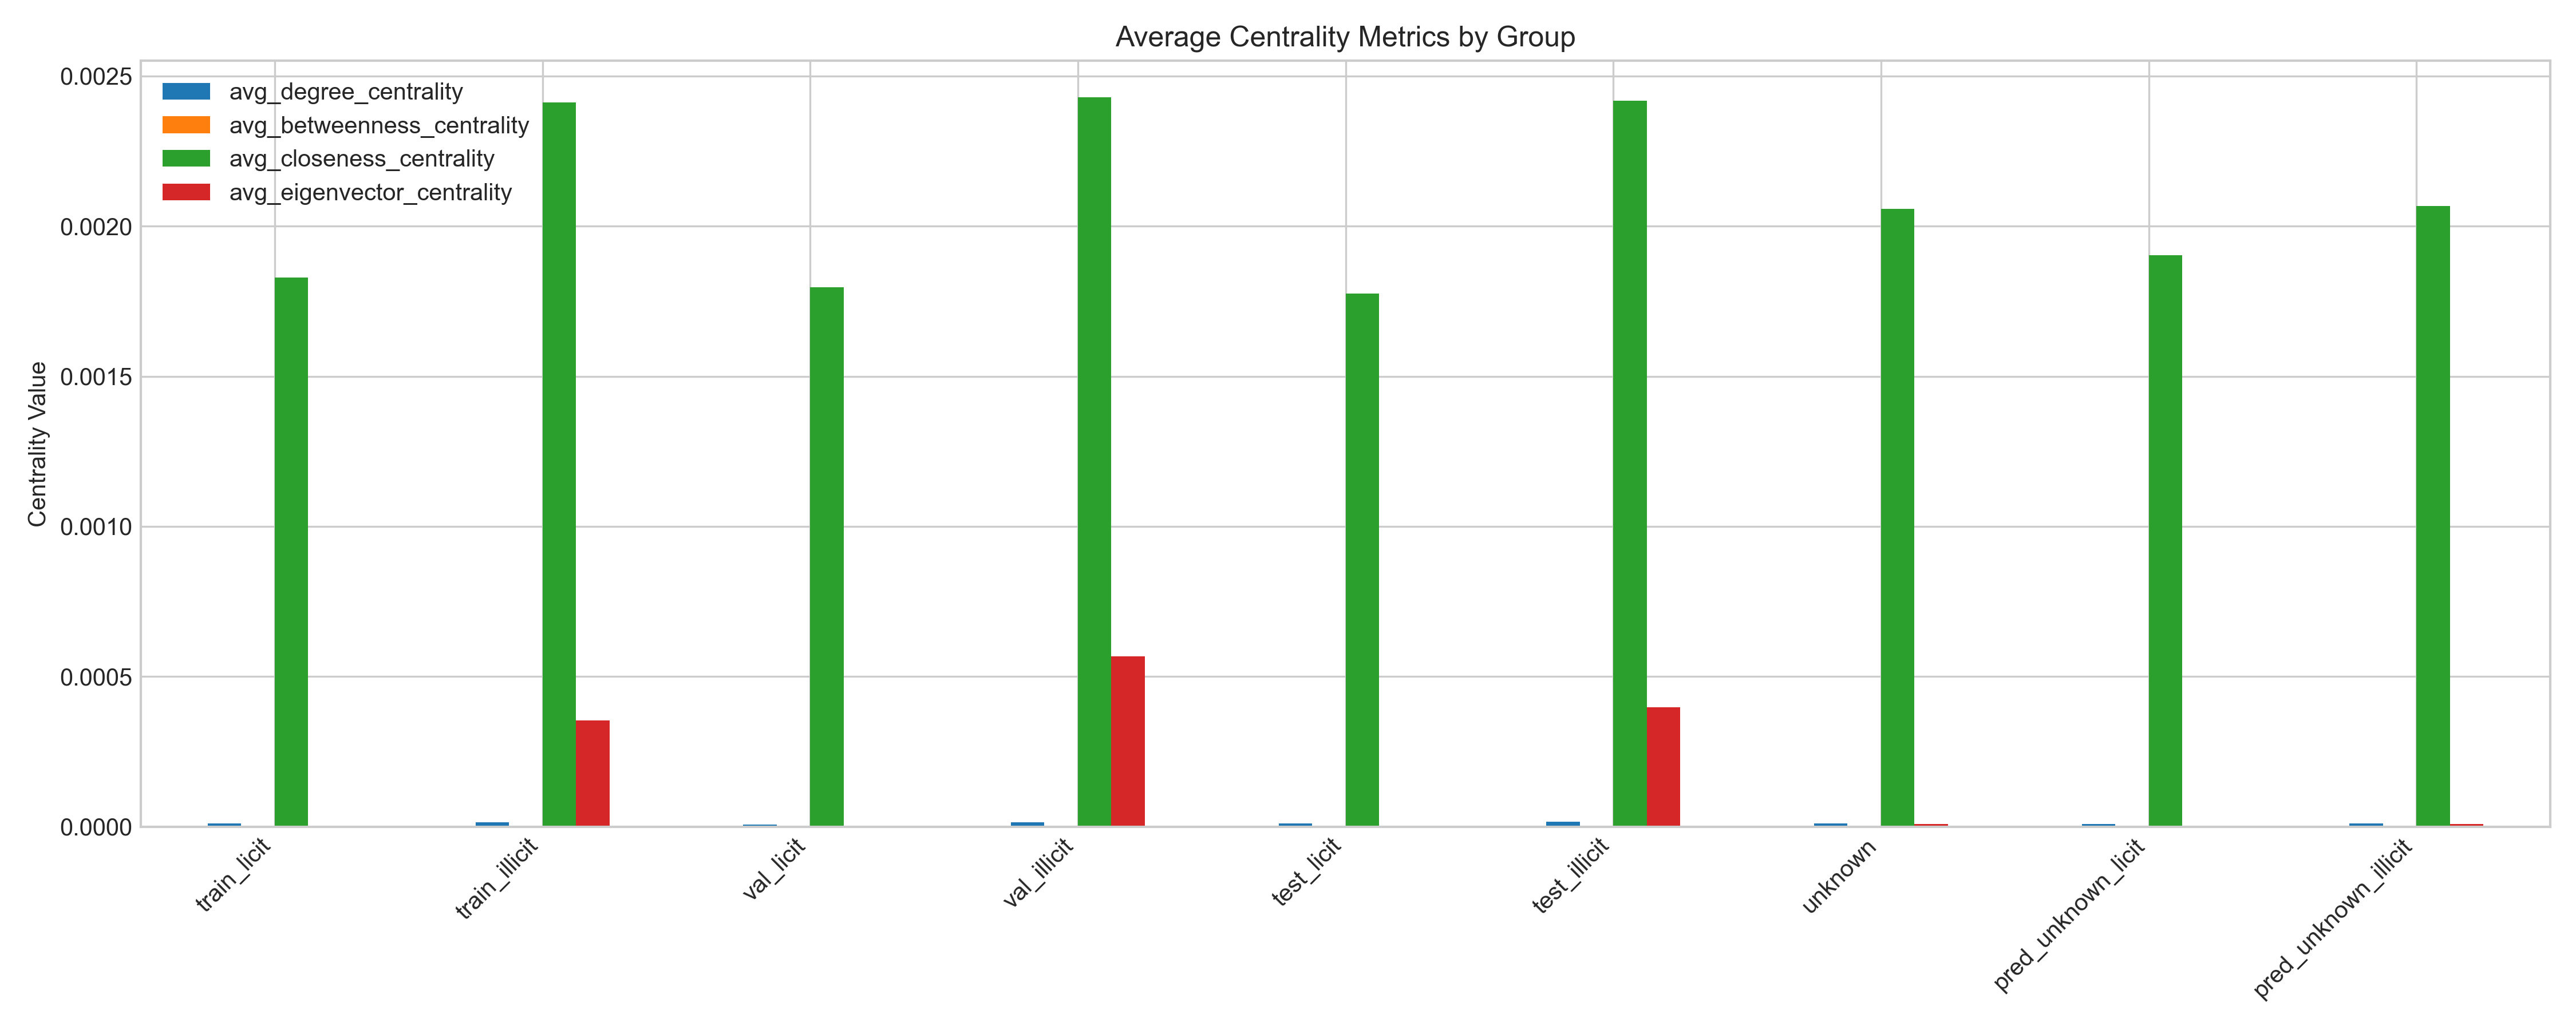 Average Centrality Metrics by Group
avg_degree_centrality
avg_betweenness_centrality
avg_closeness_centrality
avg_eigenvector_centrality
Centrality Value
0.0025
0.0020
0.0015
0.0010
0.0005
0.0000
train_licit
train_illicit
val_licit
val_illicit
test_licit
test_illicit
unknown
pred_unknown_licit
pred_unknown_illicit